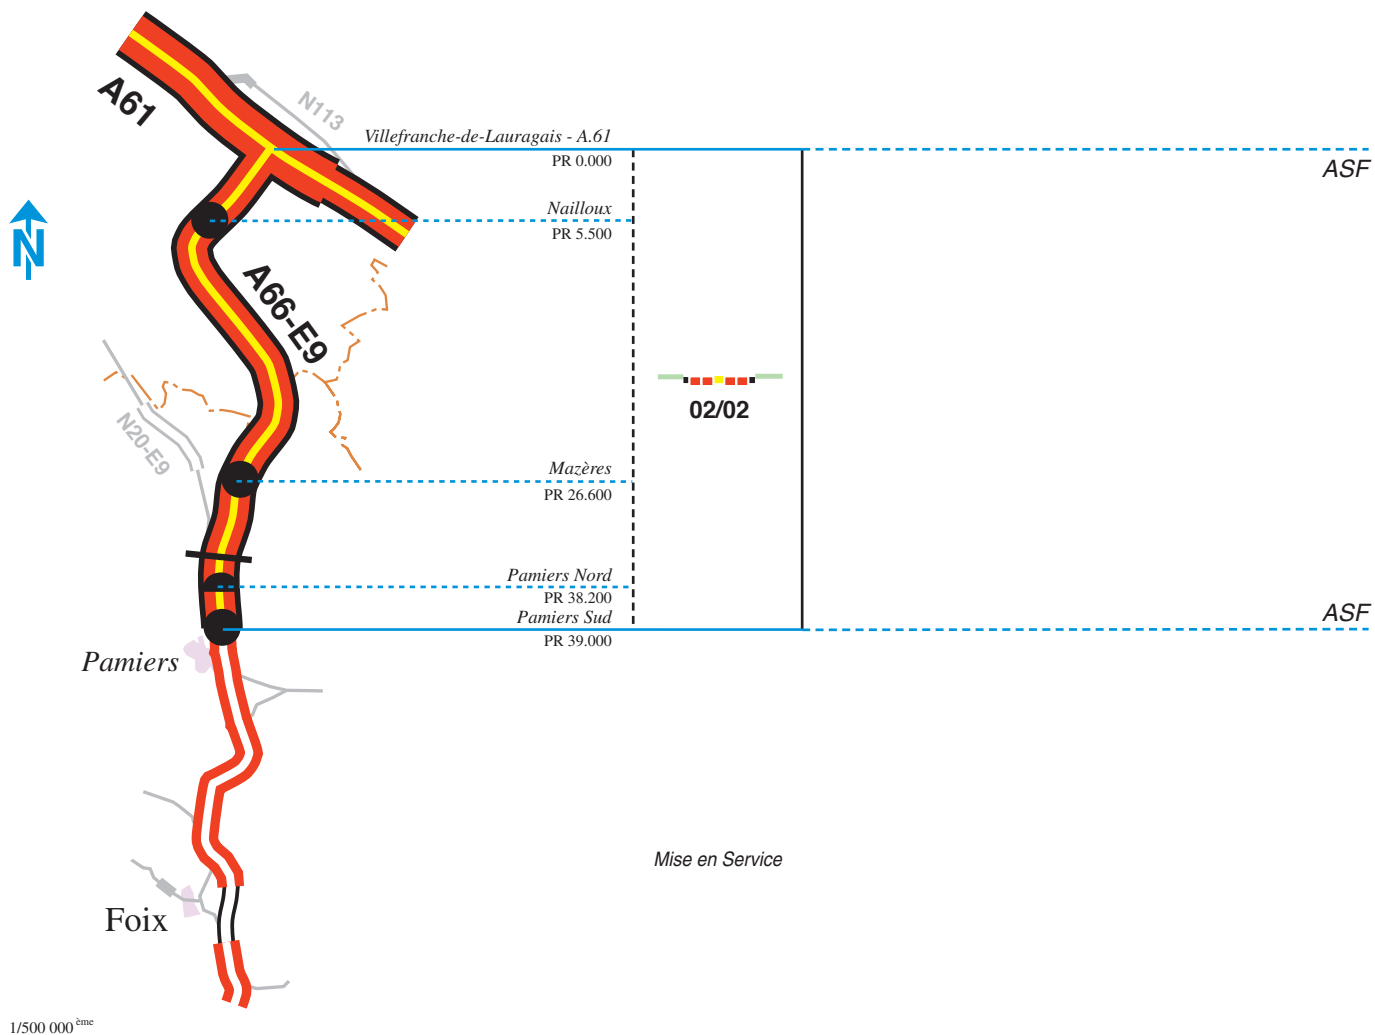 A61
N113
Villefranche-de-Lauragais - A.61
PR 0.000
ASF
Nailloux
PR 5.500
N
A66-E9
02/02
N20-E9
Mazères
PR 26.600
Pamiers Nord
PR 38.200
Pamiers Sud
PR 39.000
ASF
Pamiers
Mise en Service
Foix
1/500 000 ème